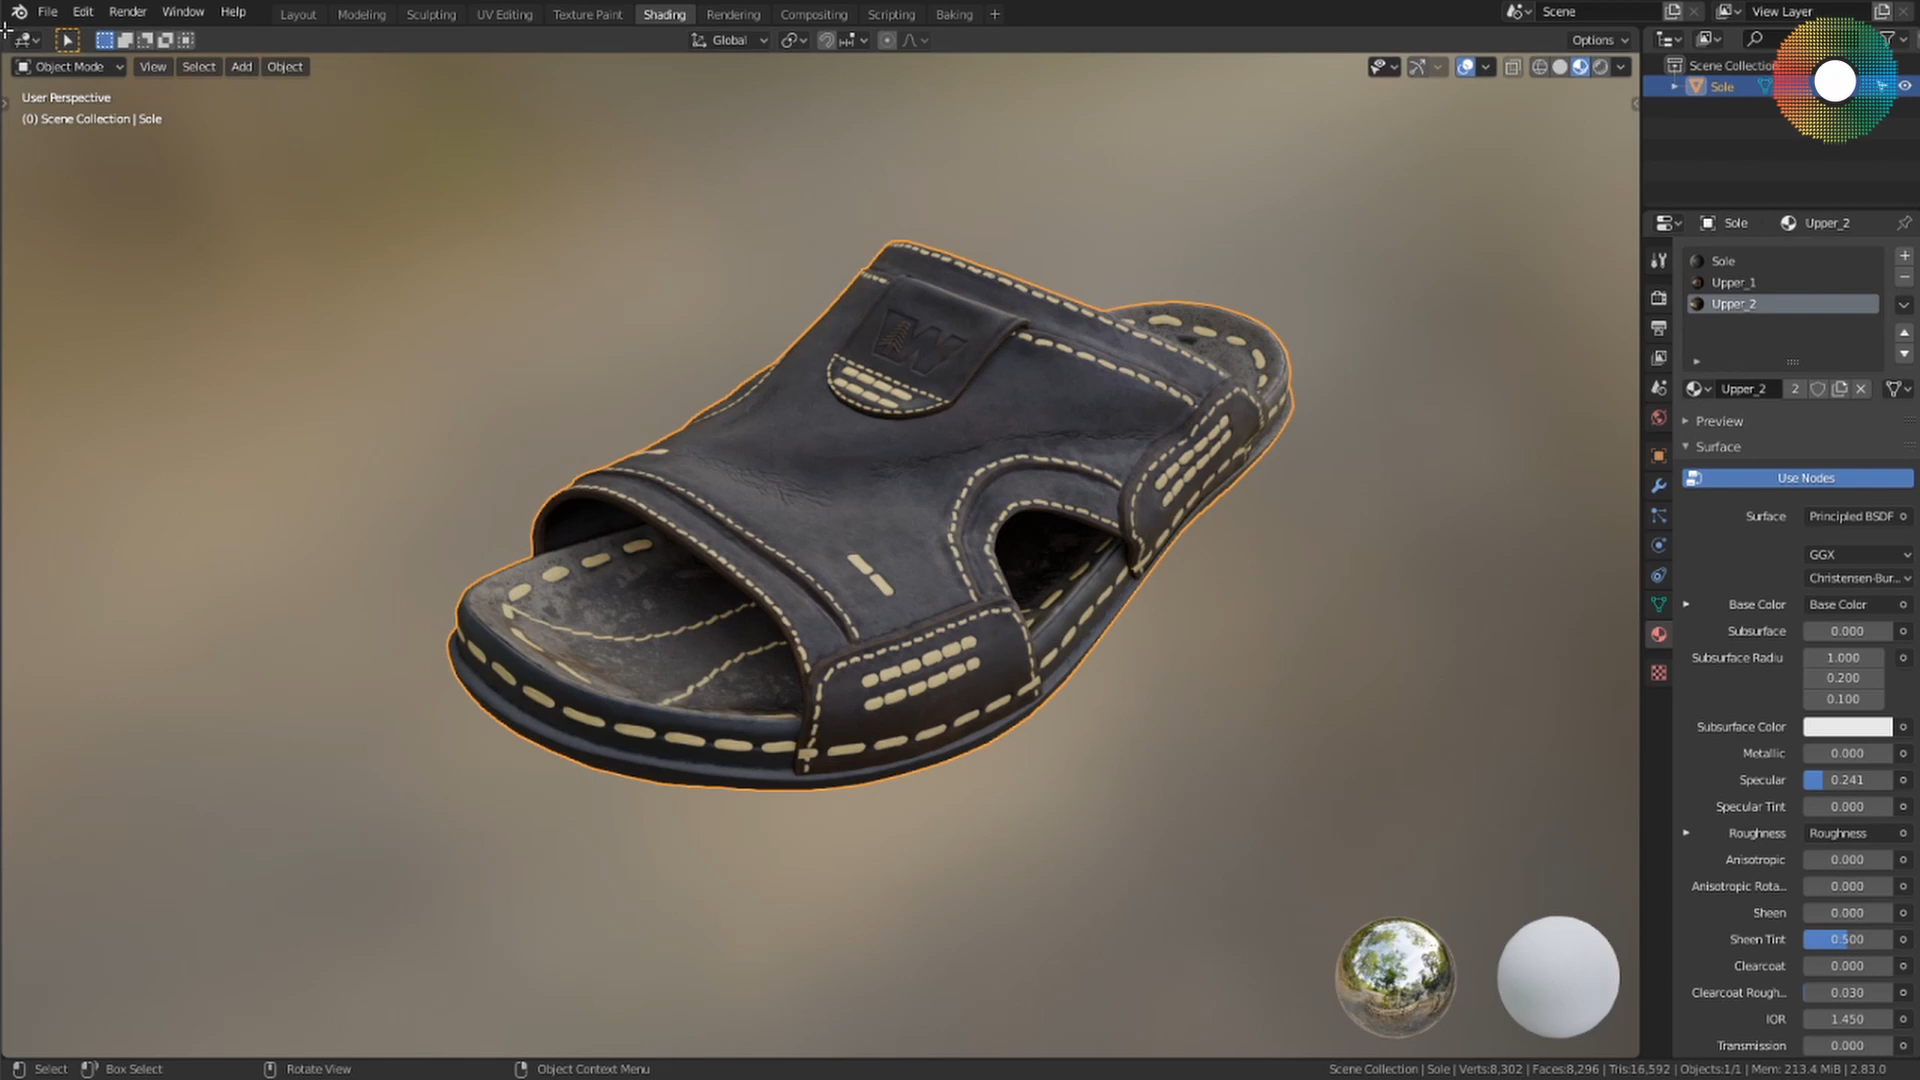 File Edit Render Window Help Layout Modeling Sculpting UV Editing Texture Paint Shading Rendering Compositing Scripting Baking + Scene View Layer
Global Options
Object Mode View Select Add Object
Scene Collection
Sole
User Perspective
(0) Scene Collection | Sole
Sole Upper_2
Sole
Upper_1
Upper_2
Upper_2 2
Preview
Surface
Use Nodes
Surface Principled BSDF
GGX
Christensen-Bur...
Base Color Base Color
Subsurface 0.000
Subsurface Radiu 1.000
0.200
0.100
Subsurface Color
Metallic 0.000
Specular 0.241
Specular Tint 0.000
Roughness Roughness
Anisotropic 0.000
Anisotropic Rota... 0.000
Sheen 0.000
Sheen Tint 0.500
Clearcoat 0.000
Clearcoat Rough... 0.030
IOR 1.450
Transmission 0.000
W
Select Box Select Rotate View Object Context Menu Scene Collection | Sole | Verts:8,302 | Faces:8,296 | Tris:16,592 | Objects:1/1 | Mem: 213.4 MiB | 2.83.0